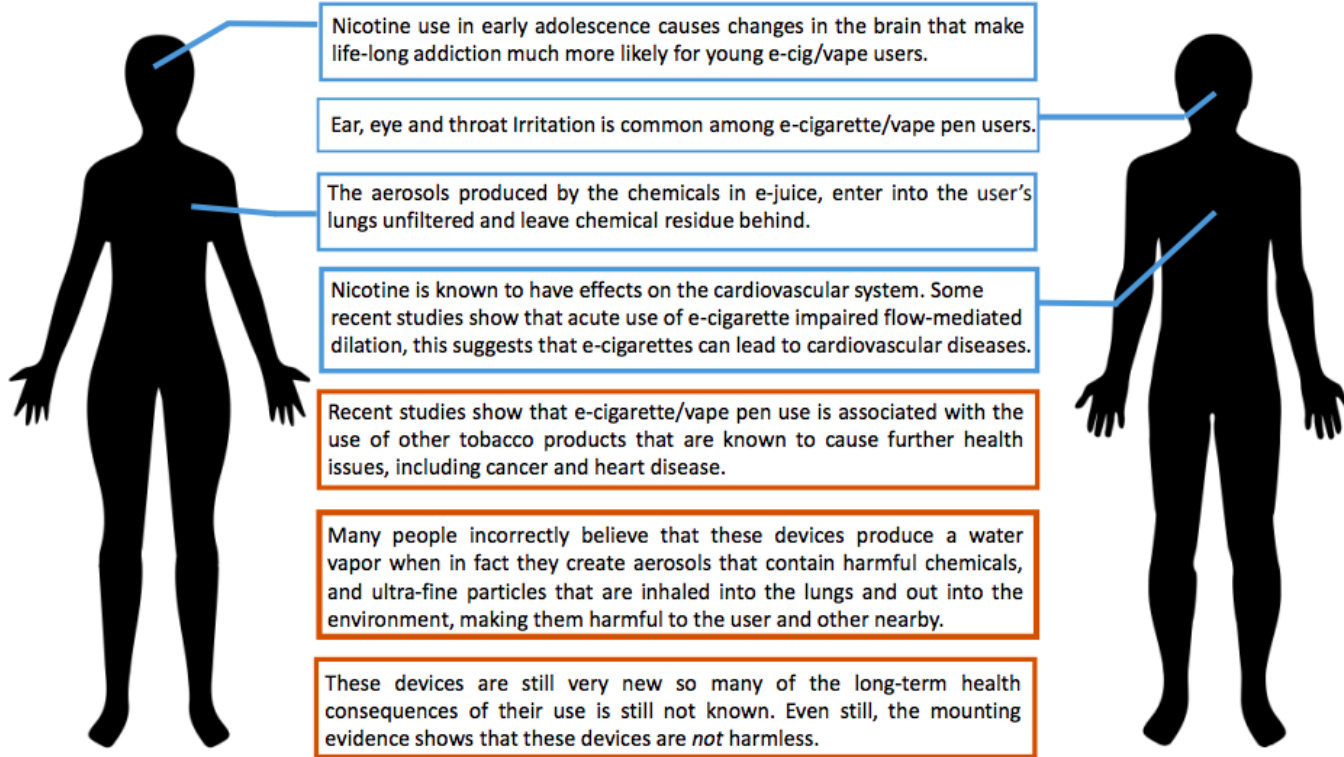 Nicotine use in early adolescence causes changes in the brain that make
life-long addiction much more likely for young e-cig/vape users.
Ear, eye and throat Irritation is common among e-cigarette/vape pen users.
The aerosols produced by the chemicals in e-juice, enter into the user's
lungs unfiltered and leave chemical residue behind.
Nicotine is known to have effects on the cardiovascular system. Some
recent studies show that acute use of e-cigarette impaired flow-mediated
dilation, this suggests that e-cigarettes can lead to cardiovascular diseases.
Recent studies show that e-cigarette/vape pen use is associated with the
use of other tobacco products that are known to cause further health
issues, including cancer and heart disease.
Many people incorrectly believe that these devices produce a water
vapor when in fact they create aerosols that contain harmful chemicals,
and ultra-fine particles that are inhaled into the lungs and out into the
environment, making them harmful to the user and other nearby.
These devices are still very new so many of the long-term health
consequences of their use is still not known. Even still, the mounting
evidence shows that these devices are not harmless.